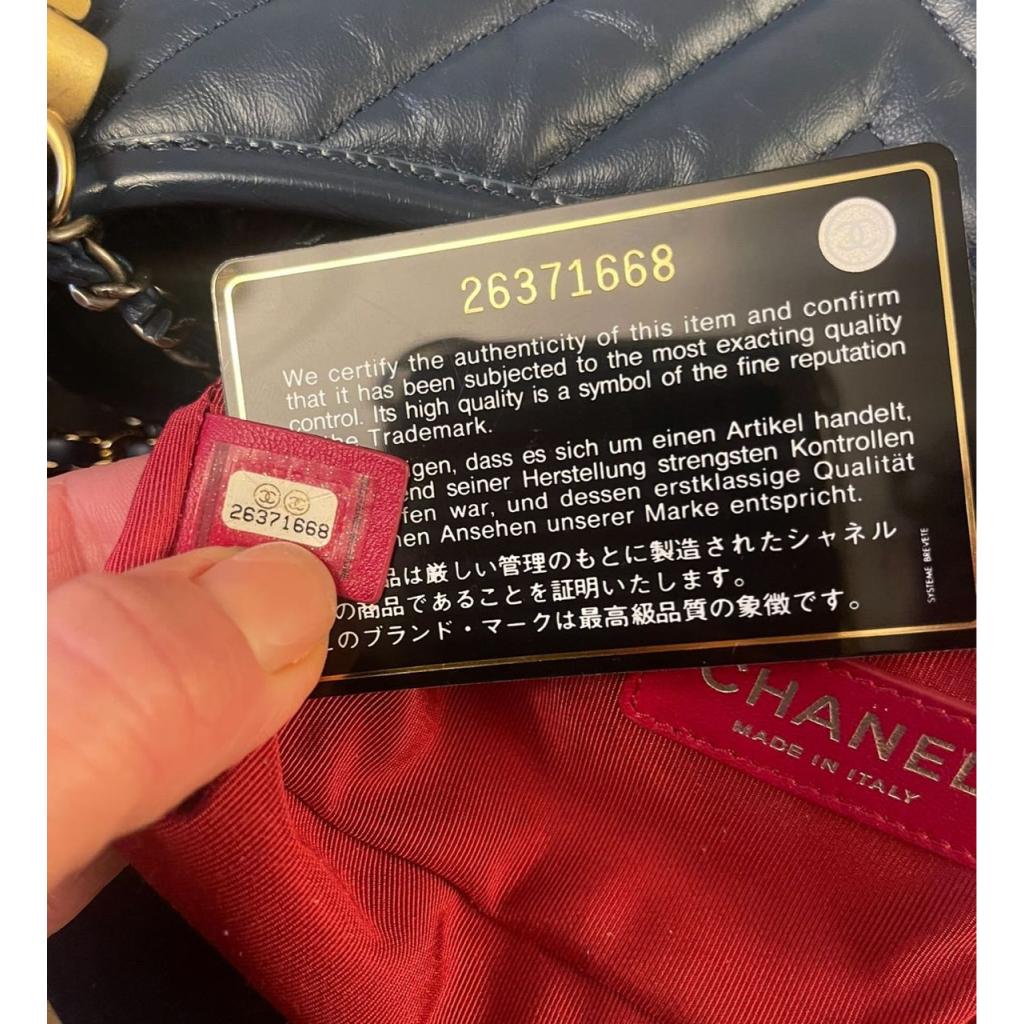 26371668
We certify the authenticity of this item and confirm
that it has been subjected to the most exacting quality
control. Its high quality is a symbol of the fine reputation
the Trademark.
dass es sich um einen Artikel handelt,
seiner Herstellung strengsten Kontrollen
war, und dessen erstklassige Qualität
Ansehen unserer Marke entspricht.
品は厳しい管理のもとに製造されたシャネル
の商品であることを証明いたします。
のブランド・マークは最高級品質の象徴です。
SYSTEME BREVETE
26371668
CHANEL
MADE IN ITALY